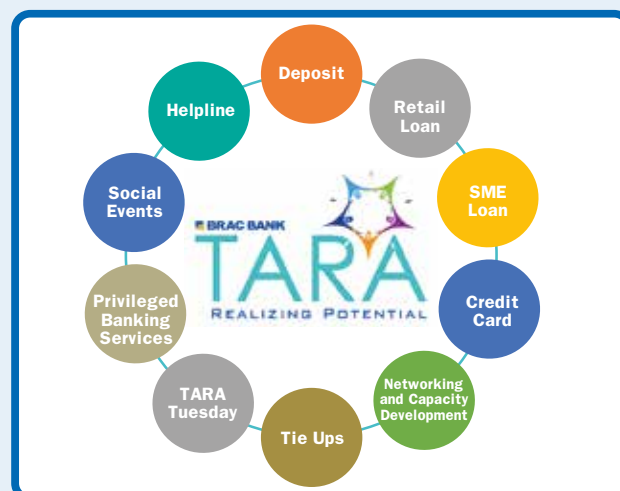 Deposit
Retail
Loan
SME
Loan
Credit
Card
Networking
and Capacity
Development
Tie Ups
TARA
Tuesday
Privileged
Banking
Services
Social
Events
Helpline
BRAC BANK
TARA
REALIZING POTENTIAL